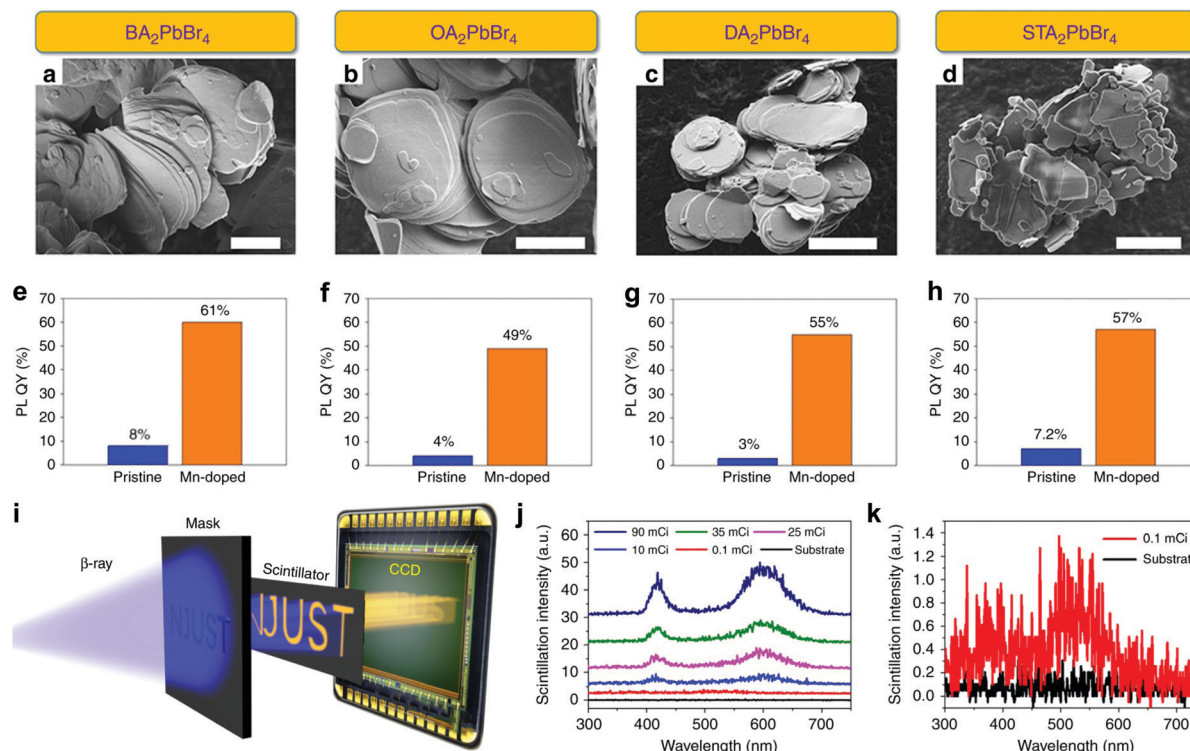 BA₂PbBr₄
OA₂PbBr₄
DA₂PbBr₄
STA₂PbBr₄
a
b
c
d
e
PL QY (%)
70
60
50
40
30
20
10
0
8%
61%
Pristine
Mn-doped
f
PL QY (%)
70
60
50
40
30
20
10
0
4%
49%
Pristine
Mn-doped
g
PL QY (%)
70
60
50
40
30
20
10
0
3%
55%
Pristine
Mn-doped
h
PL QY (%)
70
60
50
40
30
20
10
0
7.2%
57%
Pristine
Mn-doped
i
β-ray
Mask
NJUST
Scintillator
NJUST
CCD
j
Scintillation intensity (a.u.)
60
50
40
30
20
10
0
90 mCi
35 mCi
25 mCi
10 mCi
0.1 mCi
Substrate
300
400
500
600
700
Wavelength (nm)
k
Scintillation intensity (a.u.)
1.4
1.2
1.0
0.8
0.6
0.4
0.2
0.0
0.1 mCi
Substrate
300
400
500
600
700
Wavelength (nm)